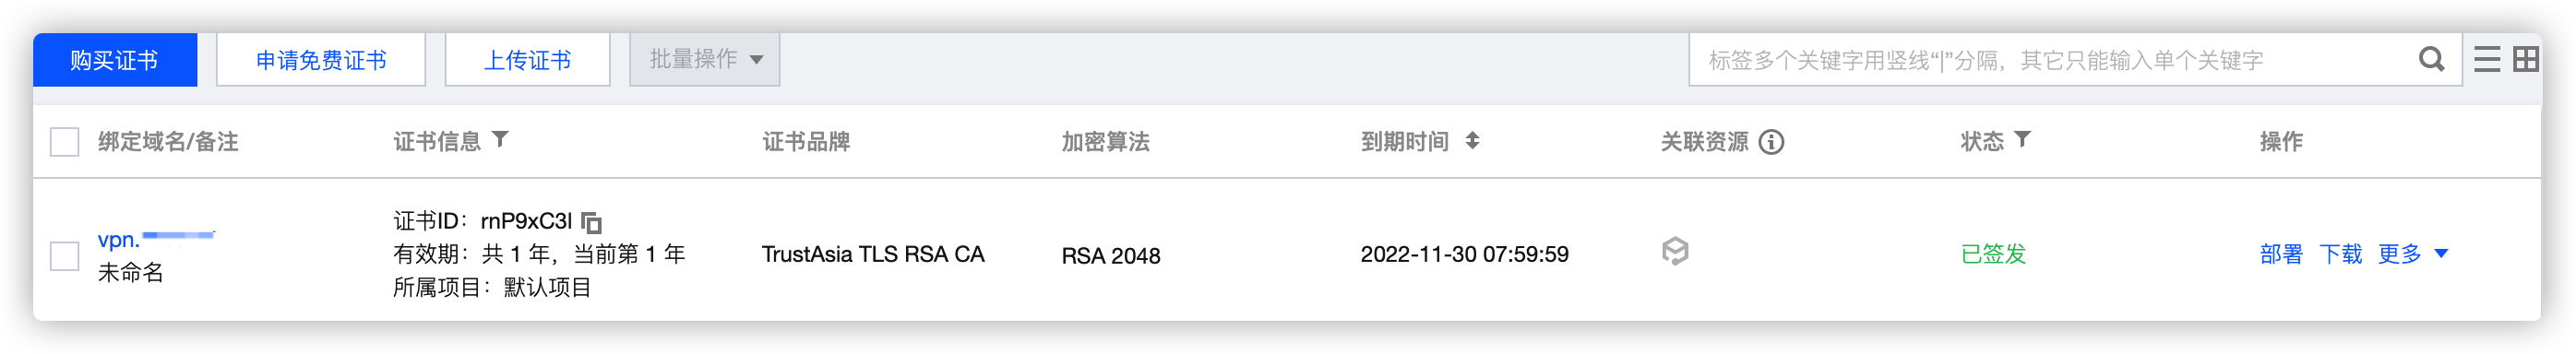 购买证书 申请免费证书 上传证书 批量操作 标签多个关键字用竖线“|”分隔，其它只能输入单个关键字
绑定域名/备注 证书信息 证书品牌 加密算法 到期时间 关联资源 状态 操作
证书ID：rnP9xC3l
vpn.
有效期：共 1 年，当前第 1 年 TrustAsia TLS RSA CA RSA 2048 2022-11-30 07:59:59 已签发 部署 下载 更多
未命名
所属项目：默认项目